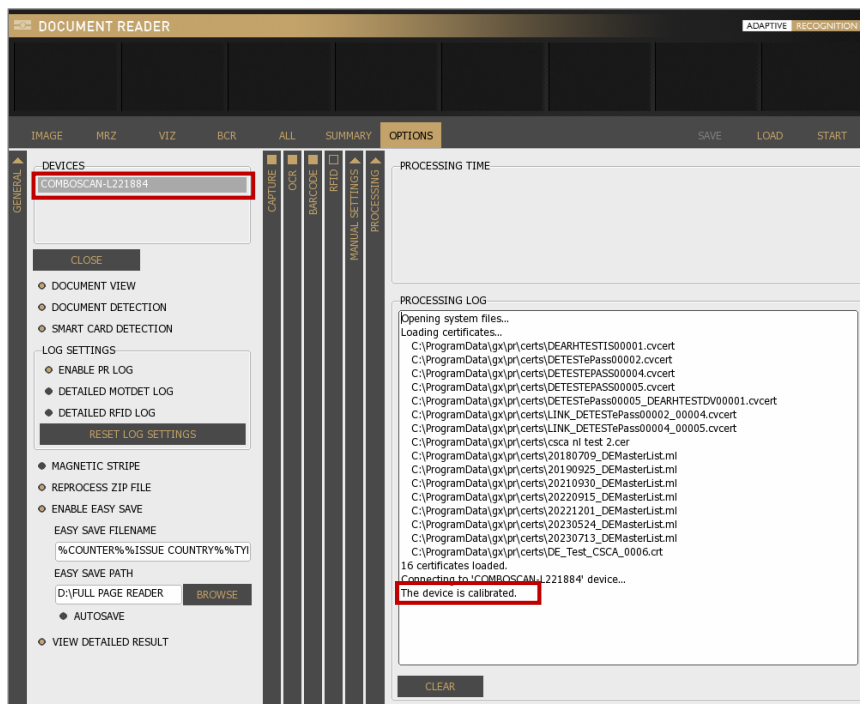 DOCUMENT READER
ADAPTIVE RECOGNITION
IMAGE MRZ VIZ BCR ALL SUMMARY OPTIONS SAVE LOAD START
GENERAL
DEVICES
COMBOSCAN-L221884
CLOSE
DOCUMENT VIEW
DOCUMENT DETECTION
SMART CARD DETECTION
LOG SETTINGS
ENABLE PR LOG
DETAILED MOTDET LOG
DETAILED RFID LOG
RESET LOG SETTINGS
MAGNETIC STRIPE
REPROCESS ZIP FILE
ENABLE EASY SAVE
EASY SAVE FILENAME
%COUNTER%%ISSUE COUNTRY%%TYI
EASY SAVE PATH
D:\FULL PAGE READER BROWSE
AUTOSAVE
VIEW DETAILED RESULT
CAPTURE
OCR
BARCODE
RFID
MANUAL SETTINGS
PROCESSING
PROCESSING TIME
PROCESSING LOG
Opening system files...
Loading certificates...
C:\ProgramData\gx\pr\certs\DEARHTESTIS00001.cvcert
C:\ProgramData\gx\pr\certs\DETESTePass00002.cvcert
C:\ProgramData\gx\pr\certs\DETESTEPASS00004.cvcert
C:\ProgramData\gx\pr\certs\DETESTEPASS00005.cvcert
C:\ProgramData\gx\pr\certs\DETESTePass00005_DEARHTESTDV00001.cvcert
C:\ProgramData\gx\pr\certs\LINK_DETESTePass00002_00004.cvcert
C:\ProgramData\gx\pr\certs\LINK_DETESTePass00004_00005.cvcert
C:\ProgramData\gx\pr\certs\csca nl test 2.cer
C:\ProgramData\gx\pr\certs\20180709_DEMasterList.ml
C:\ProgramData\gx\pr\certs\20190925_DEMasterList.ml
C:\ProgramData\gx\pr\certs\20210930_DEMasterList.ml
C:\ProgramData\gx\pr\certs\20220915_DEMasterList.ml
C:\ProgramData\gx\pr\certs\20221201_DEMasterList.ml
C:\ProgramData\gx\pr\certs\20230524_DEMasterList.ml
C:\ProgramData\gx\pr\certs\20230713_DEMasterList.ml
C:\ProgramData\gx\pr\certs\DE_Test_CSCA_0006.crt
16 certificates loaded.
Connecting to 'COMBOSCAN-L221884' device...
The device is calibrated.
CLEAR